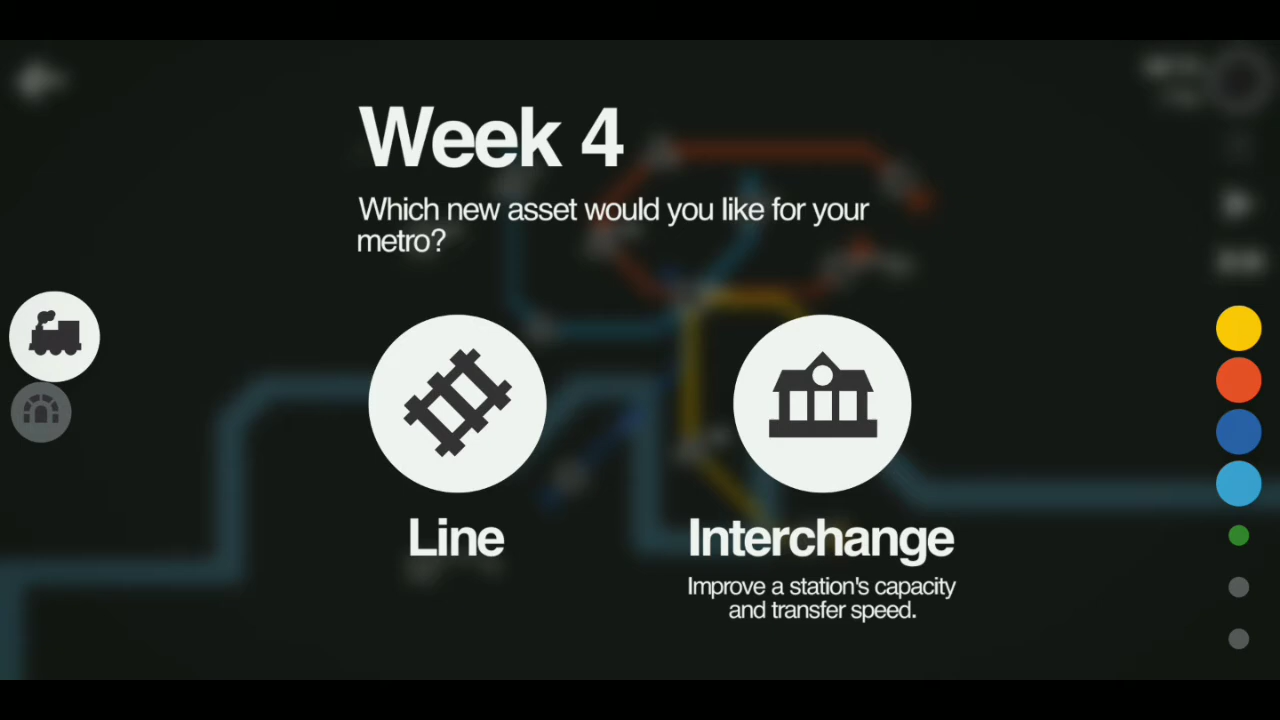 Week 4
Which new asset would you like for your
metro?
Line
Interchange
Improve a station's capacity
and transfer speed.